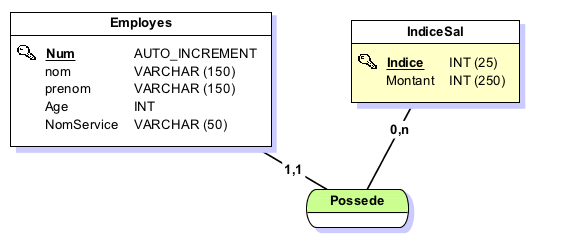 Employes
Num AUTO_INCREMENT
nom VARCHAR (150)
prenom VARCHAR (150)
Age INT
NomService VARCHAR (50)
IndiceSal
Indice INT (25)
Montant INT (250)
1,1
0,n
Possede